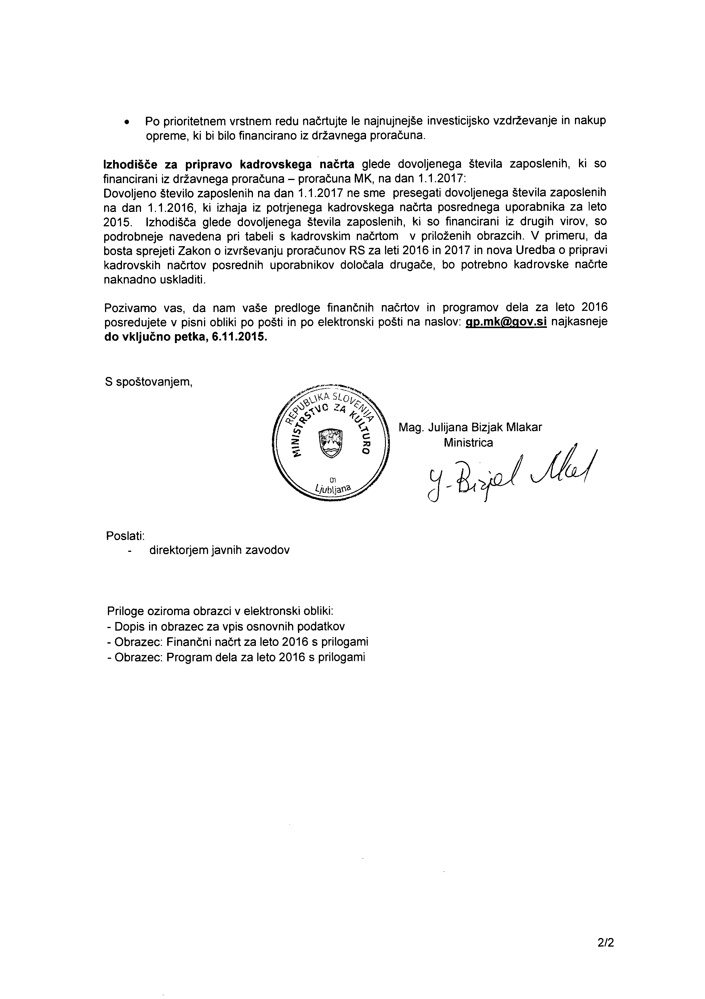 • Po prioritetnem vrstnem redu načrtujte le najnujnejše investicijsko vzdrževanje in nakup
opreme, ki bi bilo financirano iz državnega proračuna.
Izhodišče za pripravo kadrovskega načrta glede dovoljenega števila zaposlenih, ki so
financirani iz državnega proračuna – proračuna MK, na dan 1.1.2017:
Dovoljeno število zaposlenih na dan 1.1.2017 ne sme presegati dovoljenega števila zaposlenih
na dan 1.1.2016, ki izhaja iz potrjenega kadrovskega načrta posrednega uporabnika za leto
2015. Izhodišča glede dovoljenega števila zaposlenih, ki so financirani iz drugih virov, so
podrobneje navedena pri tabeli s kadrovskim načrtom v priloženih obrazcih. V primeru, da
bosta sprejeti Zakon o izvrševanju proračunov RS za leti 2016 in 2017 in nova Uredba o pripravi
kadrovskih načrtov posrednih uporabnikov določala drugače, bo potrebno kadrovske načrte
naknadno uskladiti.
Pozivamo vas, da nam vaše predloge finančnih načrtov in programov dela za leto 2016
posredujete v pisni obliki po pošti in po elektronski pošti na naslov: gp.mk@gov.si najkasneje
do vključno petka, 6.11.2015.
S spoštovanjem,
REPUBLIKA SLOVENIJA
MINISTRSTVO ZA KULTURO
01
Ljubljana
Mag. Julijana Bizjak Mlakar
Ministrica
Poslati:
- direktorjem javnih zavodov
Priloge oziroma obrazci v elektronski obliki:
- Dopis in obrazec za vpis osnovnih podatkov
- Obrazec: Finančni načrt za leto 2016 s prilogami
- Obrazec: Program dela za leto 2016 s prilogami
2/2